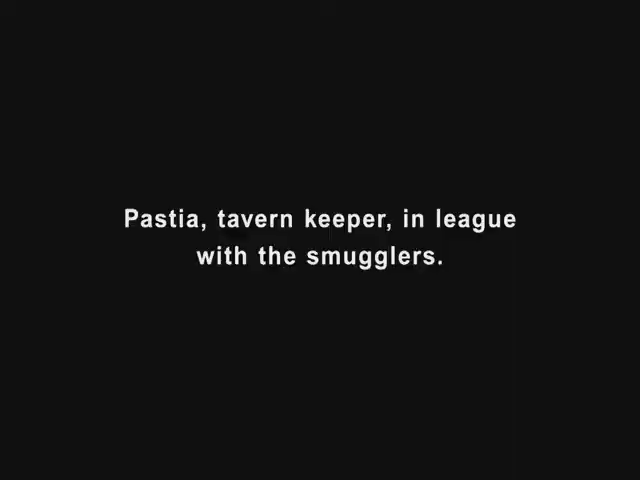 Pastia, tavern keeper, in league
with the smugglers.